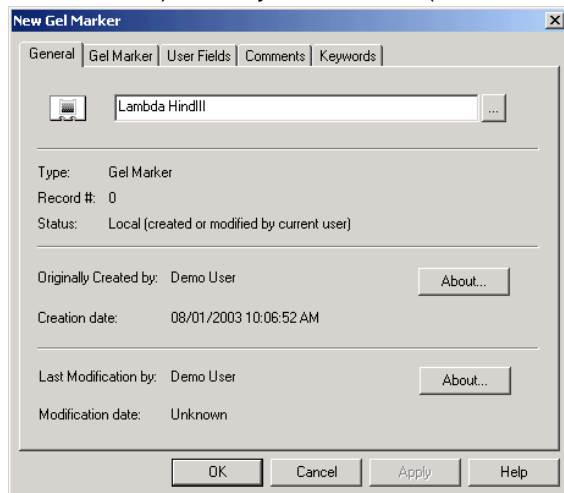 New Gel Marker
General Gel Marker User Fields Comments Keywords
Lambda HindIII ...
Type: Gel Marker
Record #: 0
Status: Local (created or modified by current user)
Originally Created by: Demo User About...
Creation date: 08/01/2003 10:06:52 AM
Last Modification by: Demo User About...
Modification date: Unknown
OK Cancel Apply Help